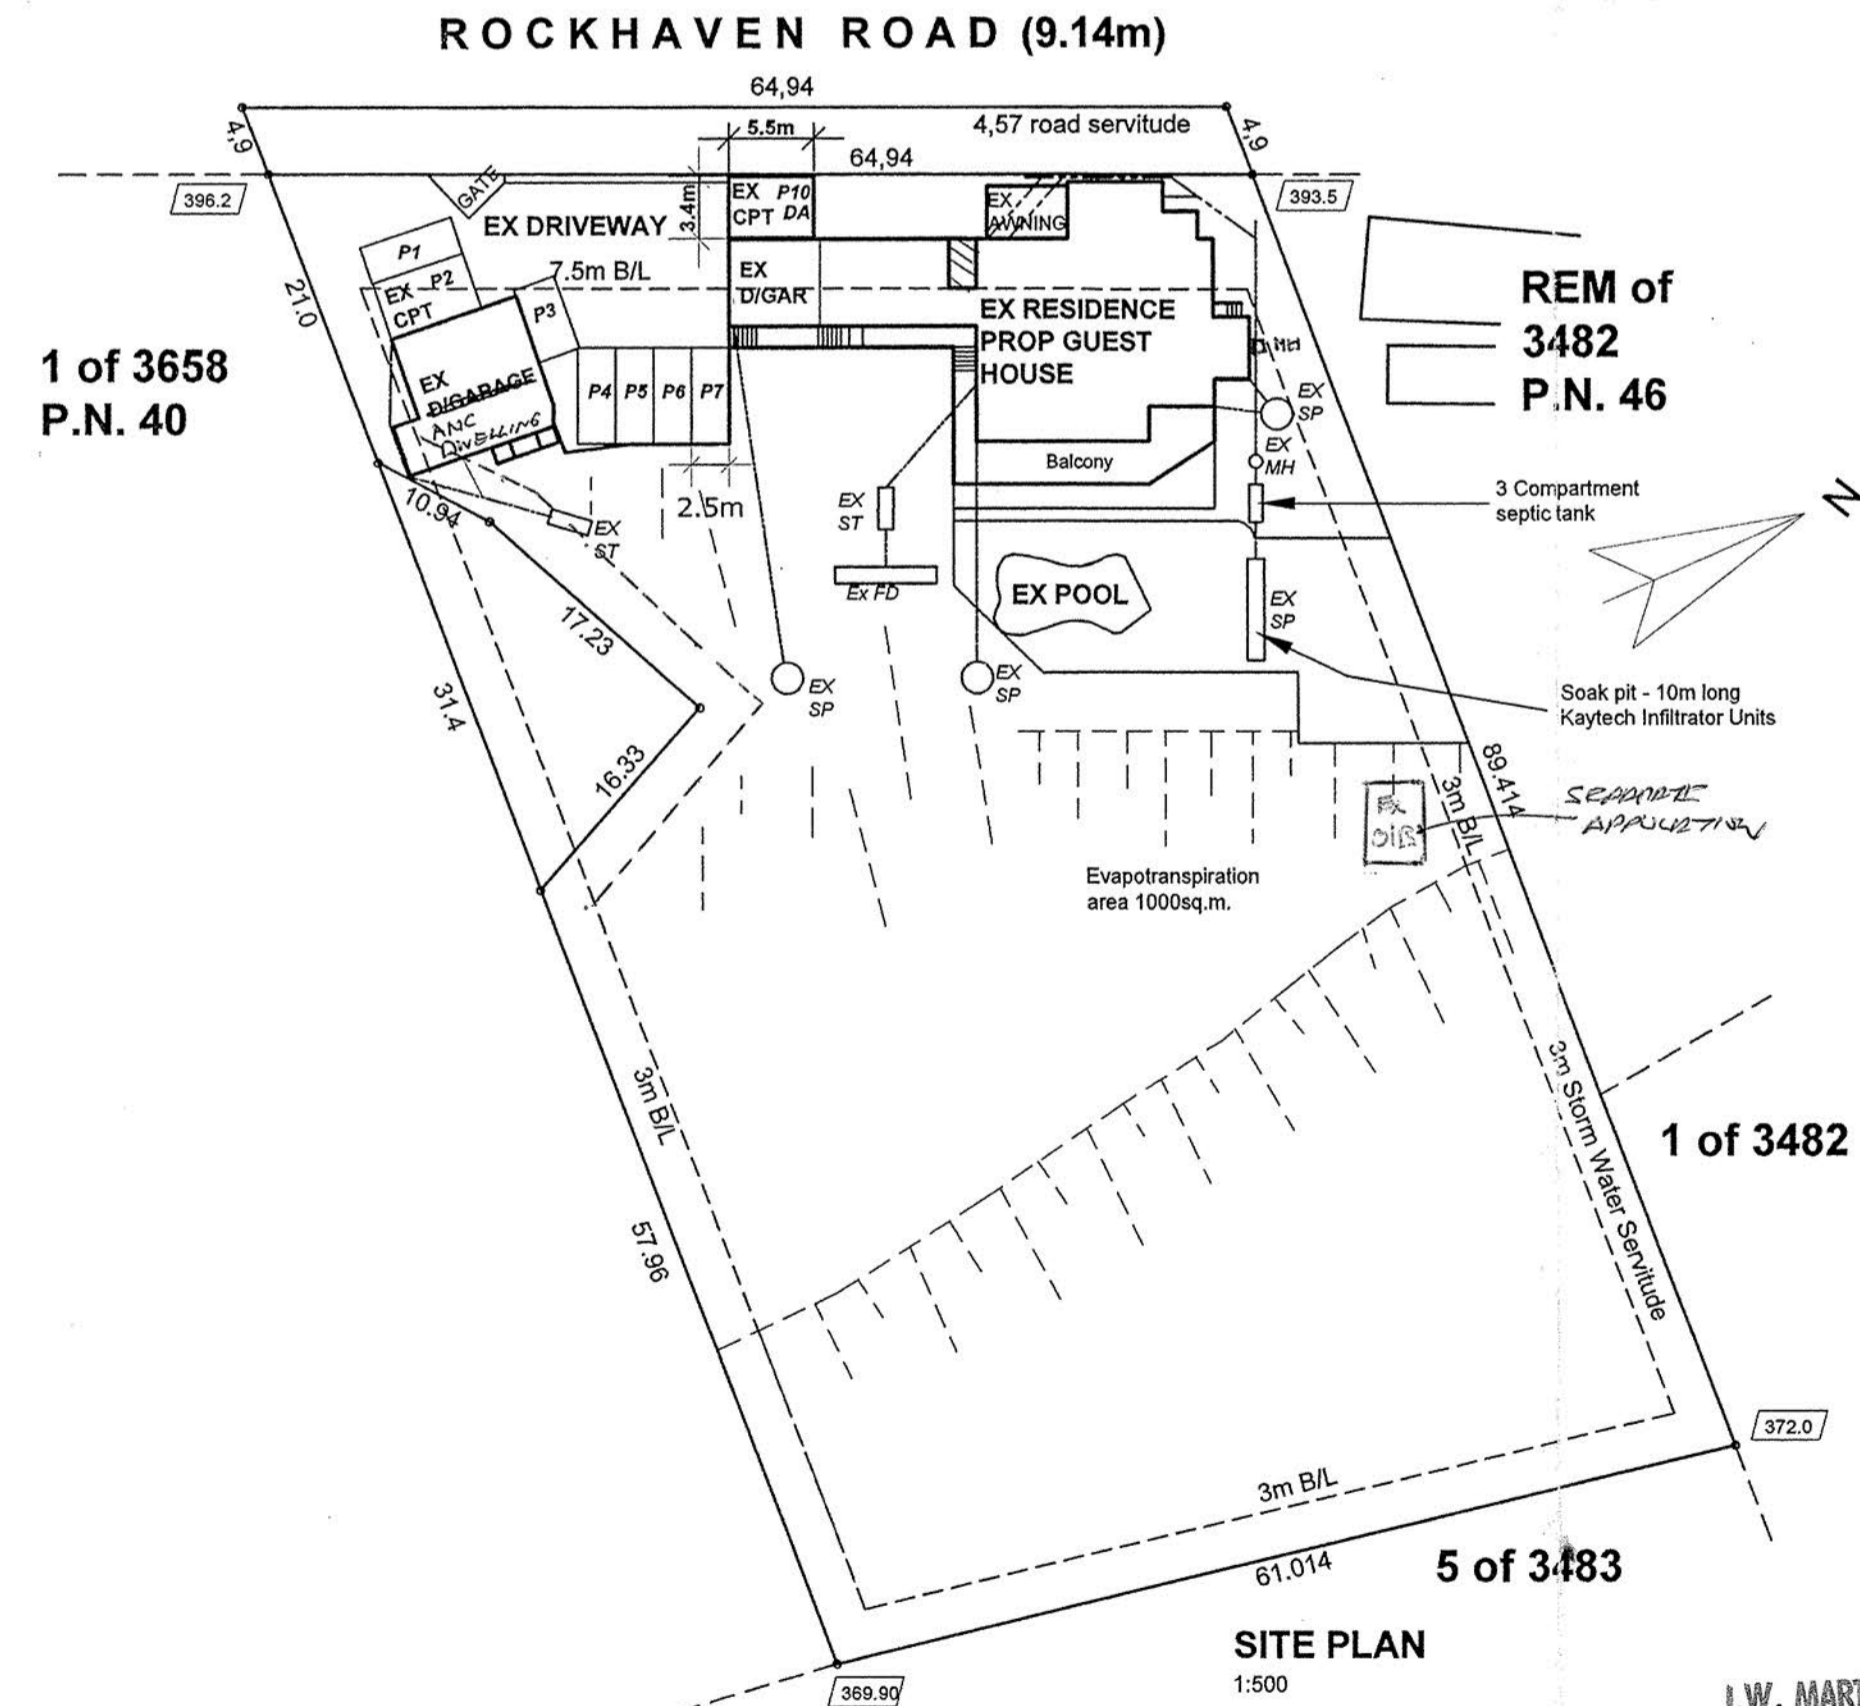 ROCKHAVEN ROAD (9.14m)
64,94
4,9
5.5m
4,57 road servitude
4,9
64,94
396.2
GATE
3.4m
EX P10
CPT DA
EX
AWNING
393.5
EX DRIVEWAY
P1
7.5m B/L
EX P2
CPT
P3
EX
D/GAR
21.0
EX RESIDENCE
PROP GUEST
HOUSE
REM of
3482
P.N. 46
MH
1 of 3658
P.N. 40
EX
D/GARAGE
ANC
DWELLING
P4 P5 P6 P7
EX
SP
EX
MH
Balcony
3 Compartment
septic tank
N
10.94
2.5m
EX
ST
EX
ST
Ex FD
EX POOL
EX
SP
17.23
EX
SP
EX
SP
Soak pit - 10m long
Kaytech Infiltrator Units
31.4
16.33
89.414
3m B/L
EX
SEPARATE
APPLICATION
Evapotranspiration
area 1000sq.m.
3m B/L
3m Storm Water Servitude
1 of 3482
57.96
372.0
3m B/L
61.014
5 of 3483
SITE PLAN
1:500
369.90
I.W. MART